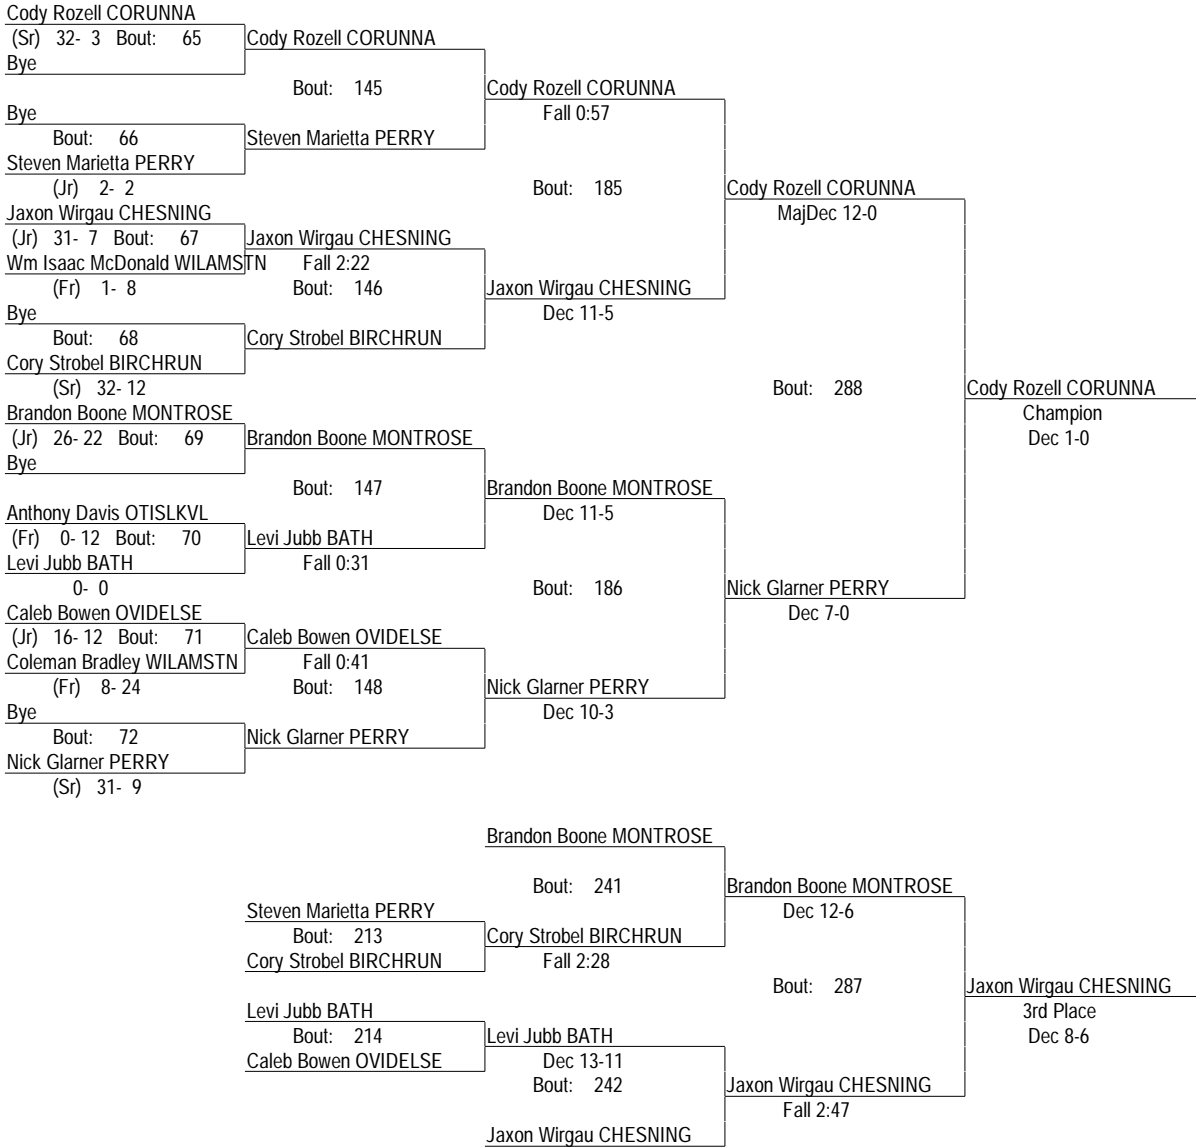 Cody Rozell CORUNNA
(Sr) 32- 3 Bout: 65 Cody Rozell CORUNNA
Bye
Bout: 145 Cody Rozell CORUNNA
Bye Fall 0:57
Bout: 66 Steven Marietta PERRY
Steven Marietta PERRY
(Jr) 2- 2 Bout: 185 Cody Rozell CORUNNA
Jaxon Wirgau CHESNING MajDec 12-0
(Jr) 31- 7 Bout: 67 Jaxon Wirgau CHESNING
Wm Isaac McDonald WILAMSTN Fall 2:22
(Fr) 1- 8 Bout: 146 Jaxon Wirgau CHESNING
Bye Dec 11-5
Bout: 68 Cory Strobel BIRCHRUN
Cory Strobel BIRCHRUN
(Sr) 32- 12 Bout: 288 Cody Rozell CORUNNA
Brandon Boone MONTROSE Champion
(Jr) 26- 22 Bout: 69 Brandon Boone MONTROSE Dec 1-0
Bye
Bout: 147 Brandon Boone MONTROSE
Anthony Davis OTISLKVL Dec 11-5
(Fr) 0- 12 Bout: 70 Levi Jubb BATH
Levi Jubb BATH Fall 0:31
0- 0 Bout: 186 Nick Glarner PERRY
Caleb Bowen OVIDELSE Dec 7-0
(Jr) 16- 12 Bout: 71 Caleb Bowen OVIDELSE
Coleman Bradley WILAMSTN Fall 0:41
(Fr) 8- 24 Bout: 148 Nick Glarner PERRY
Bye Dec 10-3
Bout: 72 Nick Glarner PERRY
Nick Glarner PERRY
(Sr) 31- 9
Brandon Boone MONTROSE
Bout: 241 Brandon Boone MONTROSE
Steven Marietta PERRY Dec 12-6
Bout: 213 Cory Strobel BIRCHRUN
Cory Strobel BIRCHRUN Fall 2:28
Bout: 287 Jaxon Wirgau CHESNING
Levi Jubb BATH 3rd Place
Bout: 214 Levi Jubb BATH Dec 8-6
Caleb Bowen OVIDELSE Dec 13-11
Bout: 242 Jaxon Wirgau CHESNING
Fall 2:47
Jaxon Wirgau CHESNING